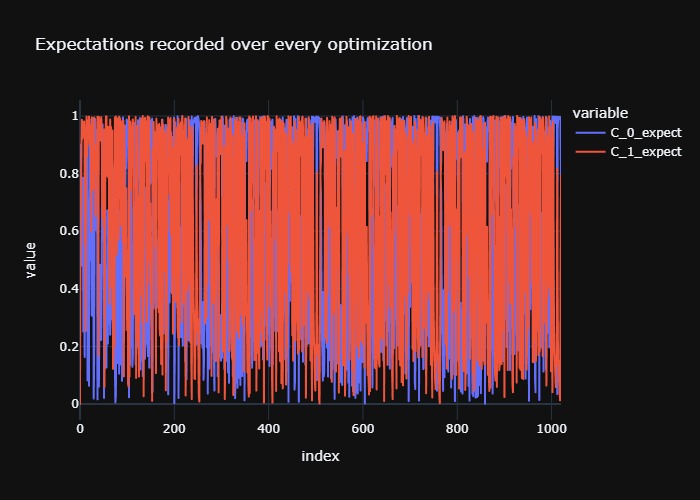 Expectations recorded over every optimization
variable
C_0_expect
C_1_expect
1
0.8
0.6
0.4
0.2
0
value
0
200
400
600
800
1000
index